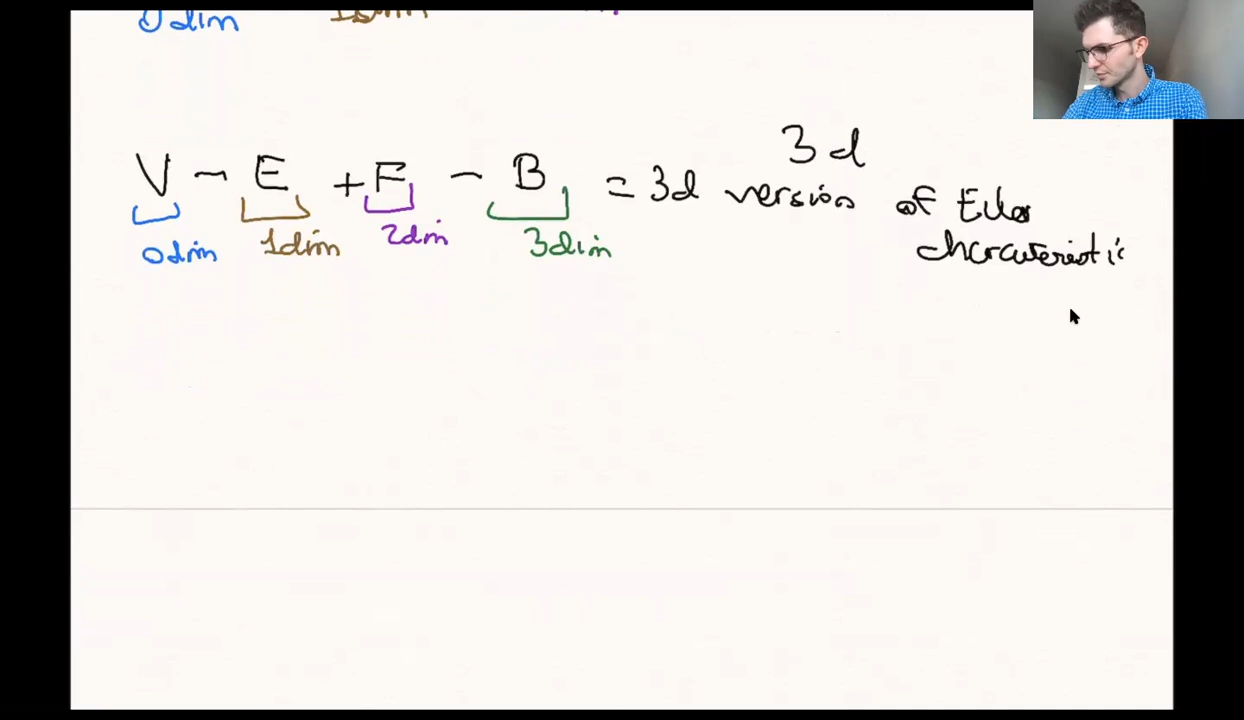 0dim
3d
V - E + F - B = 3d version of Euler
0dim 1dim 2dim 3dim characteristic